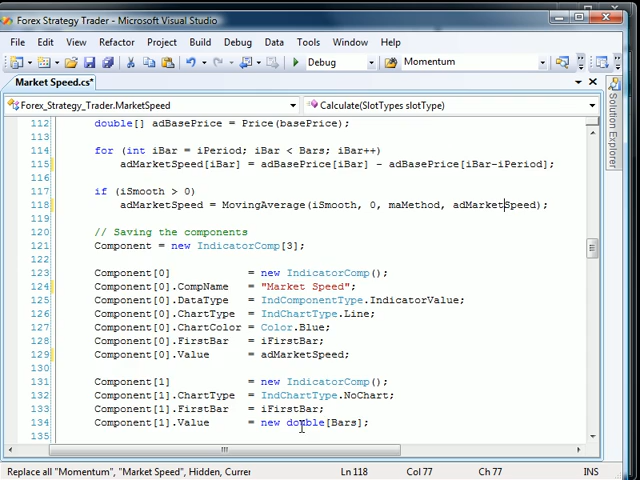 Forex Strategy Trader - Microsoft Visual Studio
File Edit View Refactor Project Build Debug Data Tools Test Window Help
Debug Momentum
Market Speed.cs*
Forex_Strategy_Trader.MarketSpeed Calculate(SlotTypes slotType)
112 double[] adBasePrice = Price(basePrice);
113
114 for (int iBar = iPeriod; iBar < Bars; iBar++)
115 adMarketSpeed[iBar] = adBasePrice[iBar] - adBasePrice[iBar-iPeriod];
116
117 if (iSmooth > 0)
118 adMarketSpeed = MovingAverage(iSmooth, 0, maMethod, adMarketSpeed);
119
120 // Saving the components
121 Component = new IndicatorComp[3];
122
123 Component[0] = new IndicatorComp();
124 Component[0].CompName = "Market Speed";
125 Component[0].DataType = IndComponentType.IndicatorValue;
126 Component[0].ChartType = IndChartType.Line;
127 Component[0].ChartColor = Color.Blue;
128 Component[0].FirstBar = iFirstBar;
129 Component[0].Value = adMarketSpeed;
130
131 Component[1] = new IndicatorComp();
132 Component[1].ChartType = IndChartType.NoChart;
133 Component[1].FirstBar = iFirstBar;
134 Component[1].Value = new double[Bars];
135
Solution Explorer
Replace all "Momentum", "Market Speed", Hidden, Currer Ln 118 Col 77 Ch 77 INS